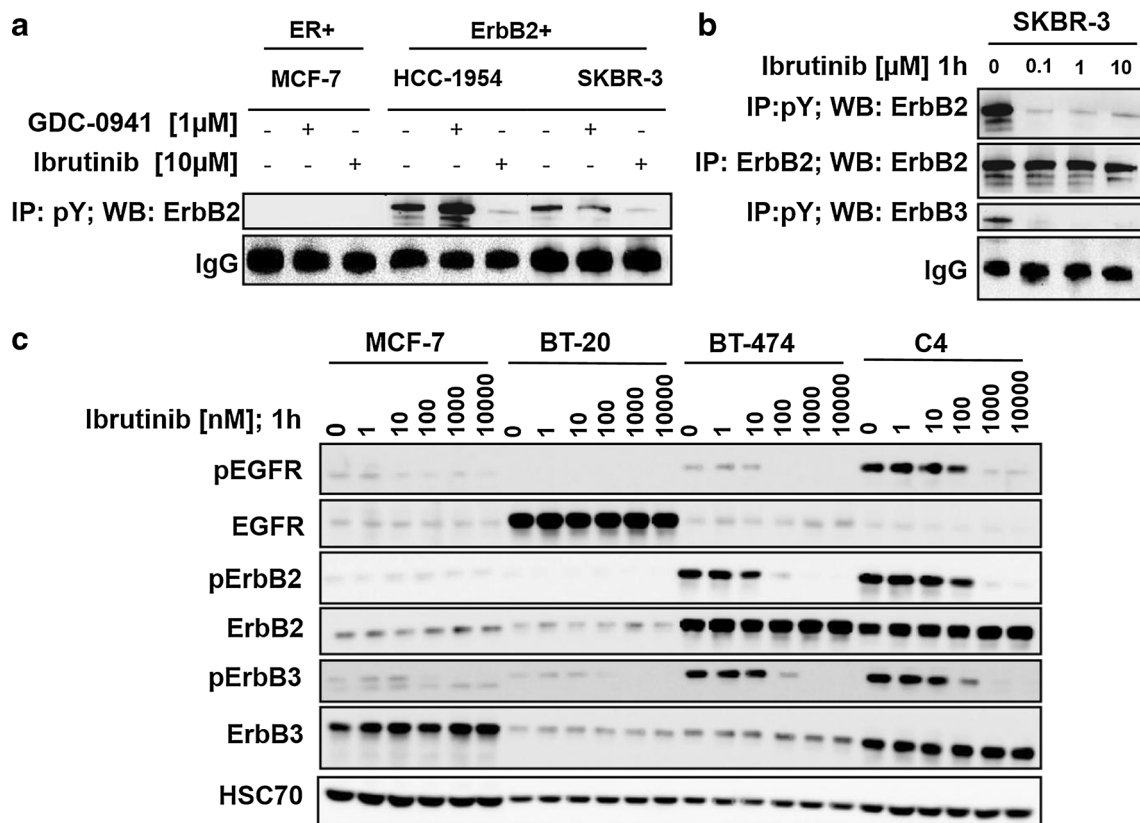 a
ER+ ErbB2+
MCF-7 HCC-1954 SKBR-3
GDC-0941 [1µM] - + - - + - - + -
Ibrutinib [10µM] - - + - - + - - +
IP: pY; WB: ErbB2
IgG
b
SKBR-3
Ibrutinib [µM] 1h 0 0.1 1 10
IP:pY; WB: ErbB2
IP: ErbB2; WB: ErbB2
IP:pY; WB: ErbB3
IgG
c
MCF-7 BT-20 BT-474 C4
Ibrutinib [nM]; 1h 0 1 10 100 1000 10000 0 1 10 100 1000 10000 0 1 10 100 1000 10000 0 1 10 100 1000 10000
pEGFR
EGFR
pErbB2
ErbB2
pErbB3
ErbB3
HSC70